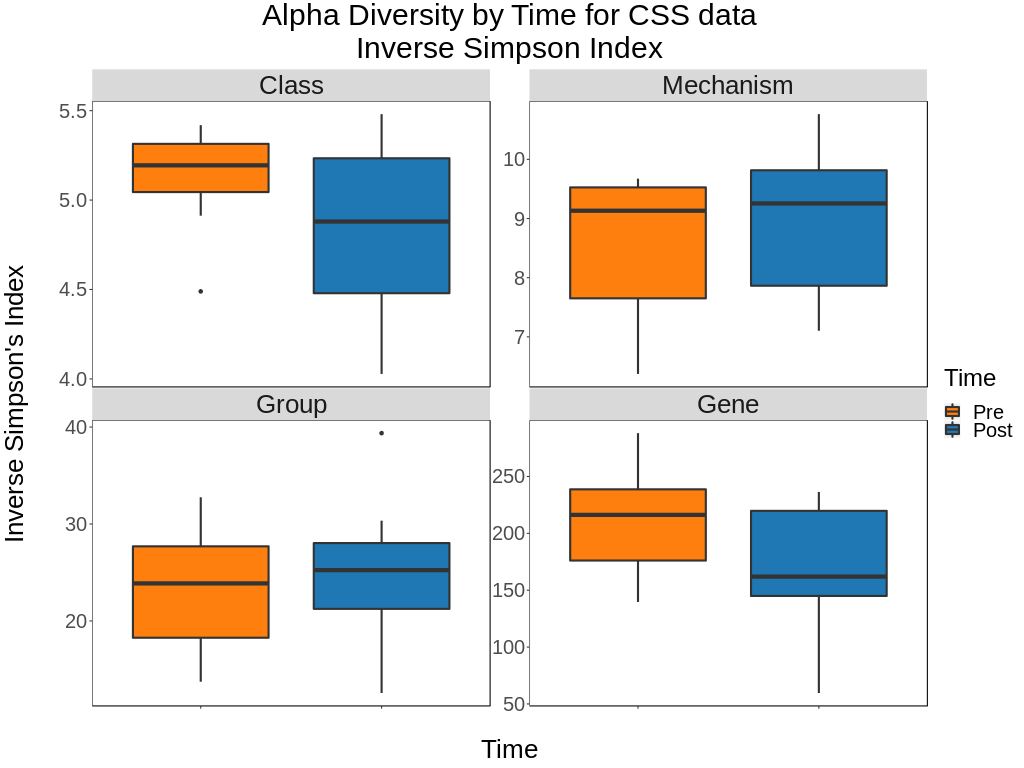 Alpha Diversity by Time for CSS data
Inverse Simpson Index
Class
Mechanism
5.5
5.0
4.5
4.0
10
9
8
7
Group
Gene
40
30
20
250
200
150
100
50
Inverse Simpson's Index
Time
Time
Pre
Post